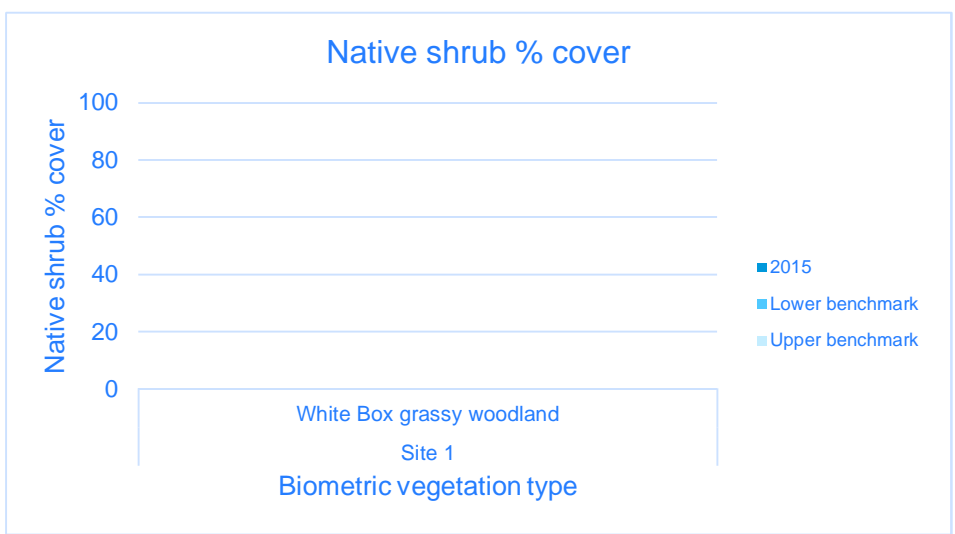 Native shrub % cover
Native shrub % cover
100
80
60
40
20
0
2015
Lower benchmark
Upper benchmark
White Box grassy woodland
Site 1
Biometric vegetation type